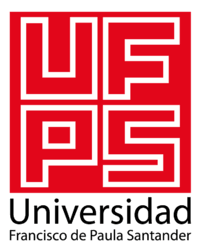 UF
PS
Universidad
Francisco de Paula Santander